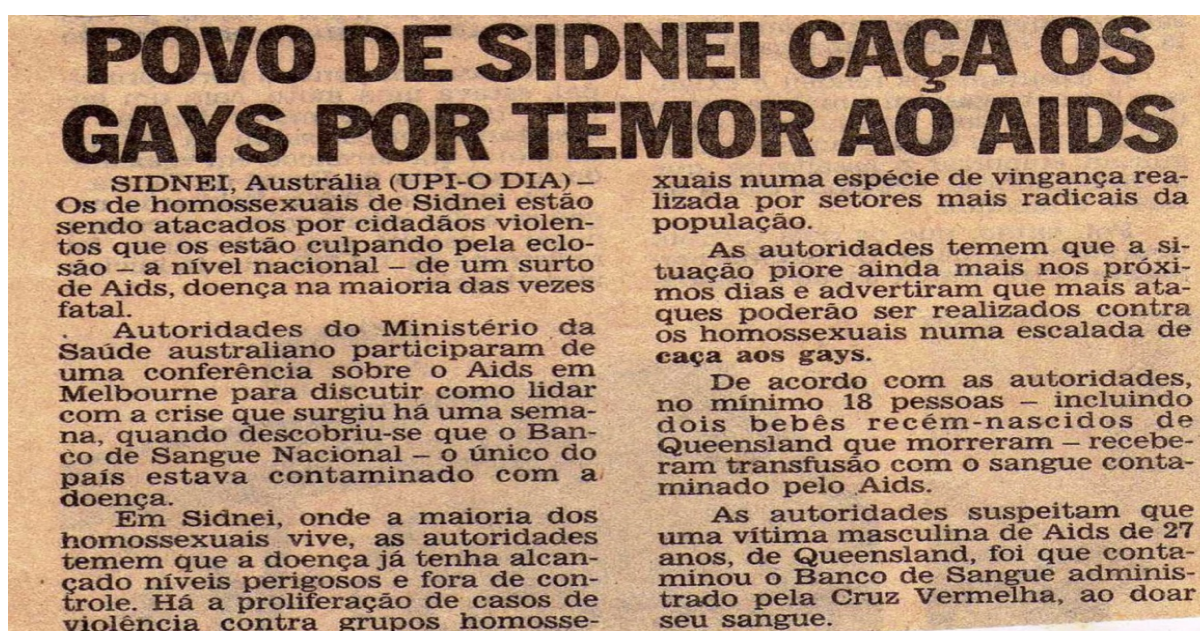 POVO DE SIDNEI CAÇA OS
GAYS POR TEMOR AO AIDS
SIDNEI, Austrália (UPI-O DIA) –
Os de homossexuais de Sidnei estão
sendo atacados por cidadãos violen-
tos que os estão culpando pela eclo-
são – a nível nacional – de um surto
de Aids, doença na maioria das vezes
fatal.
Autoridades do Ministério da
Saúde australiano participaram de
uma conferência sobre o Aids em
Melbourne para discutir como lidar
com a crise que surgiu há uma sema-
na, quando descobriu-se que o Ban-
co de Sangue Nacional – o único do
país estava contaminado com a
doença.
Em Sidnei, onde a maioria dos
homossexuais vive, as autoridades
temem que a doença já tenha alcan-
çado níveis perigosos e fora de con-
trole. Há a proliferação de casos de
violência contra grupos homosse-
xuais numa espécie de vingança rea-
lizada por setores mais radicais da
população.
As autoridades temem que a si-
tuação piore ainda mais nos próxi-
mos dias e advertiram que mais ata-
ques poderão ser realizados contra
os homossexuais numa escalada de
caça aos gays.
De acordo com as autoridades,
no mínimo 18 pessoas – incluindo
dois bebês recém-nascidos de
Queensland que morreram – recebe-
ram transfusão com o sangue conta-
minado pelo Aids.
As autoridades suspeitam que
uma vítima masculina de Aids de 27
anos, de Queensland, foi que conta-
minou o Banco de Sangue adminis-
trado pela Cruz Vermelha, ao doar
seu sangue.